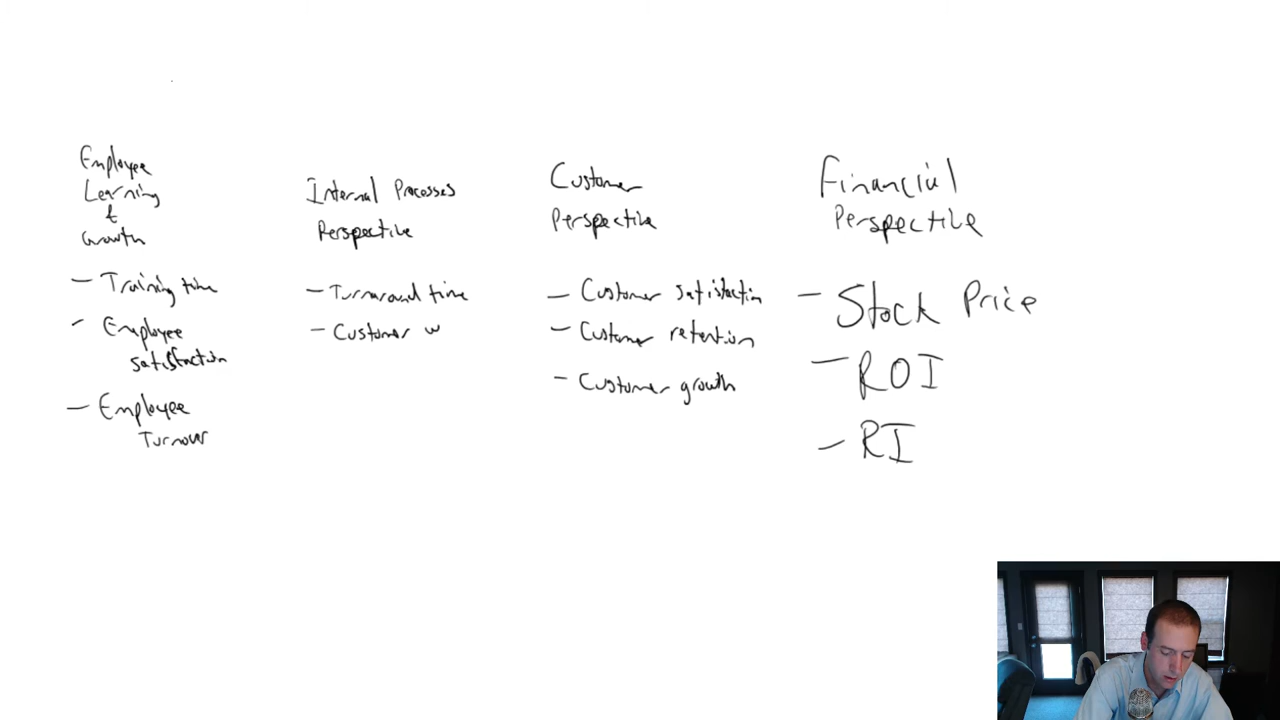 Employee
Learning
&
Growth
- Training time
- Employee
satisfaction
- Employee
Turnover
Internal Processes
Perspective
- Turnaround time
- Customer w
Customer
Perspective
- Customer satisfaction
- Customer retention
- Customer growth
Financial
Perspective
- Stock Price
- ROI
- RI